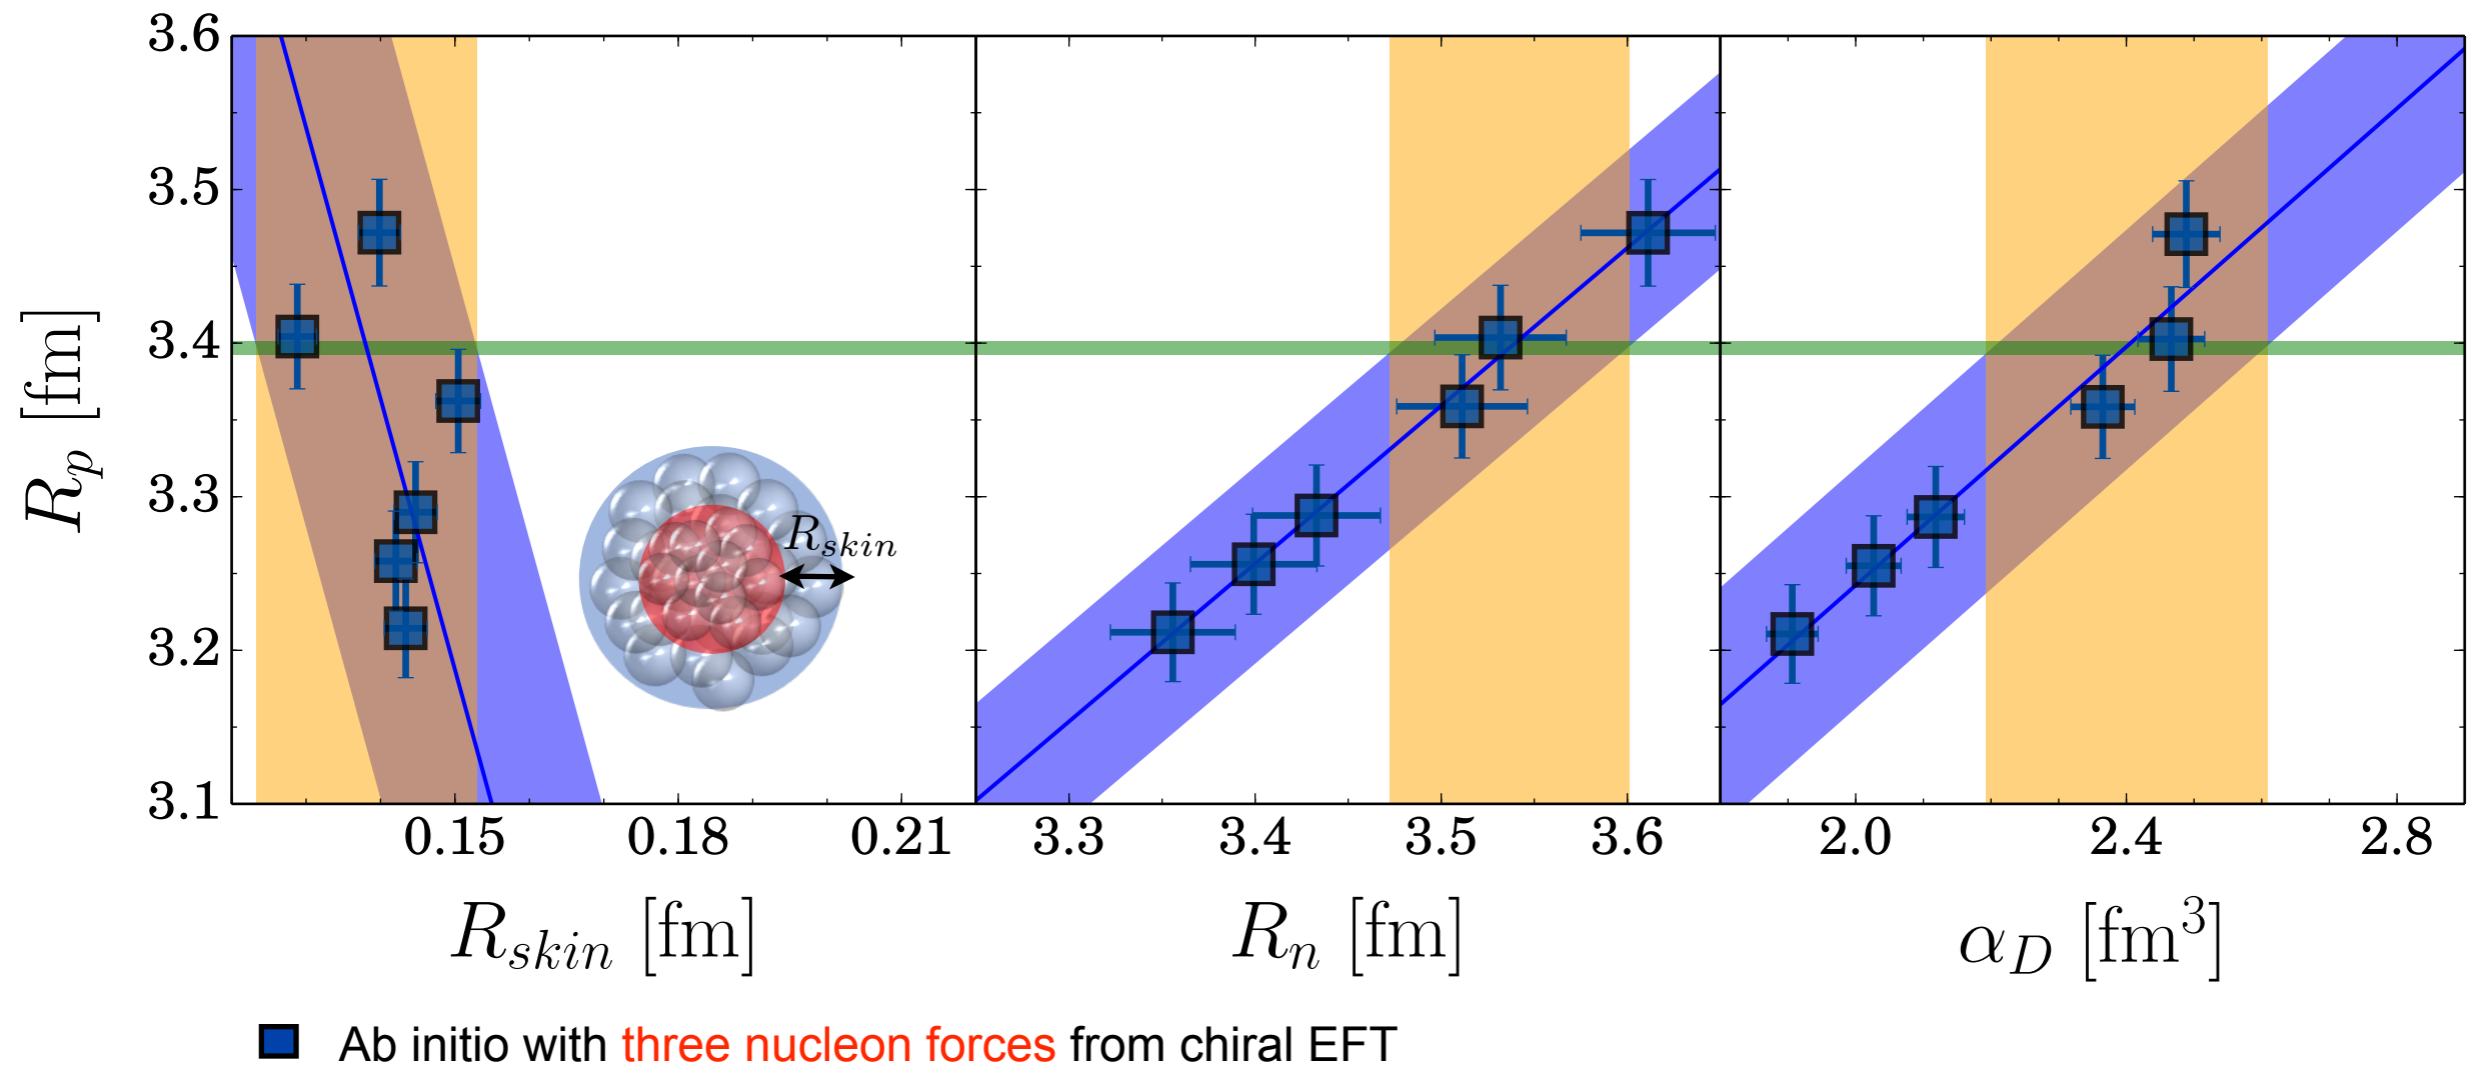 3.6
3.5
3.4
3.3
3.2
3.1
R_p [fm]
R_skin
0.15 0.18 0.21 3.3 3.4 3.5 3.6 2.0 2.4 2.8
R_skin [fm] R_n [fm] α_D [fm³]
Ab initio with three nucleon forces from chiral EFT